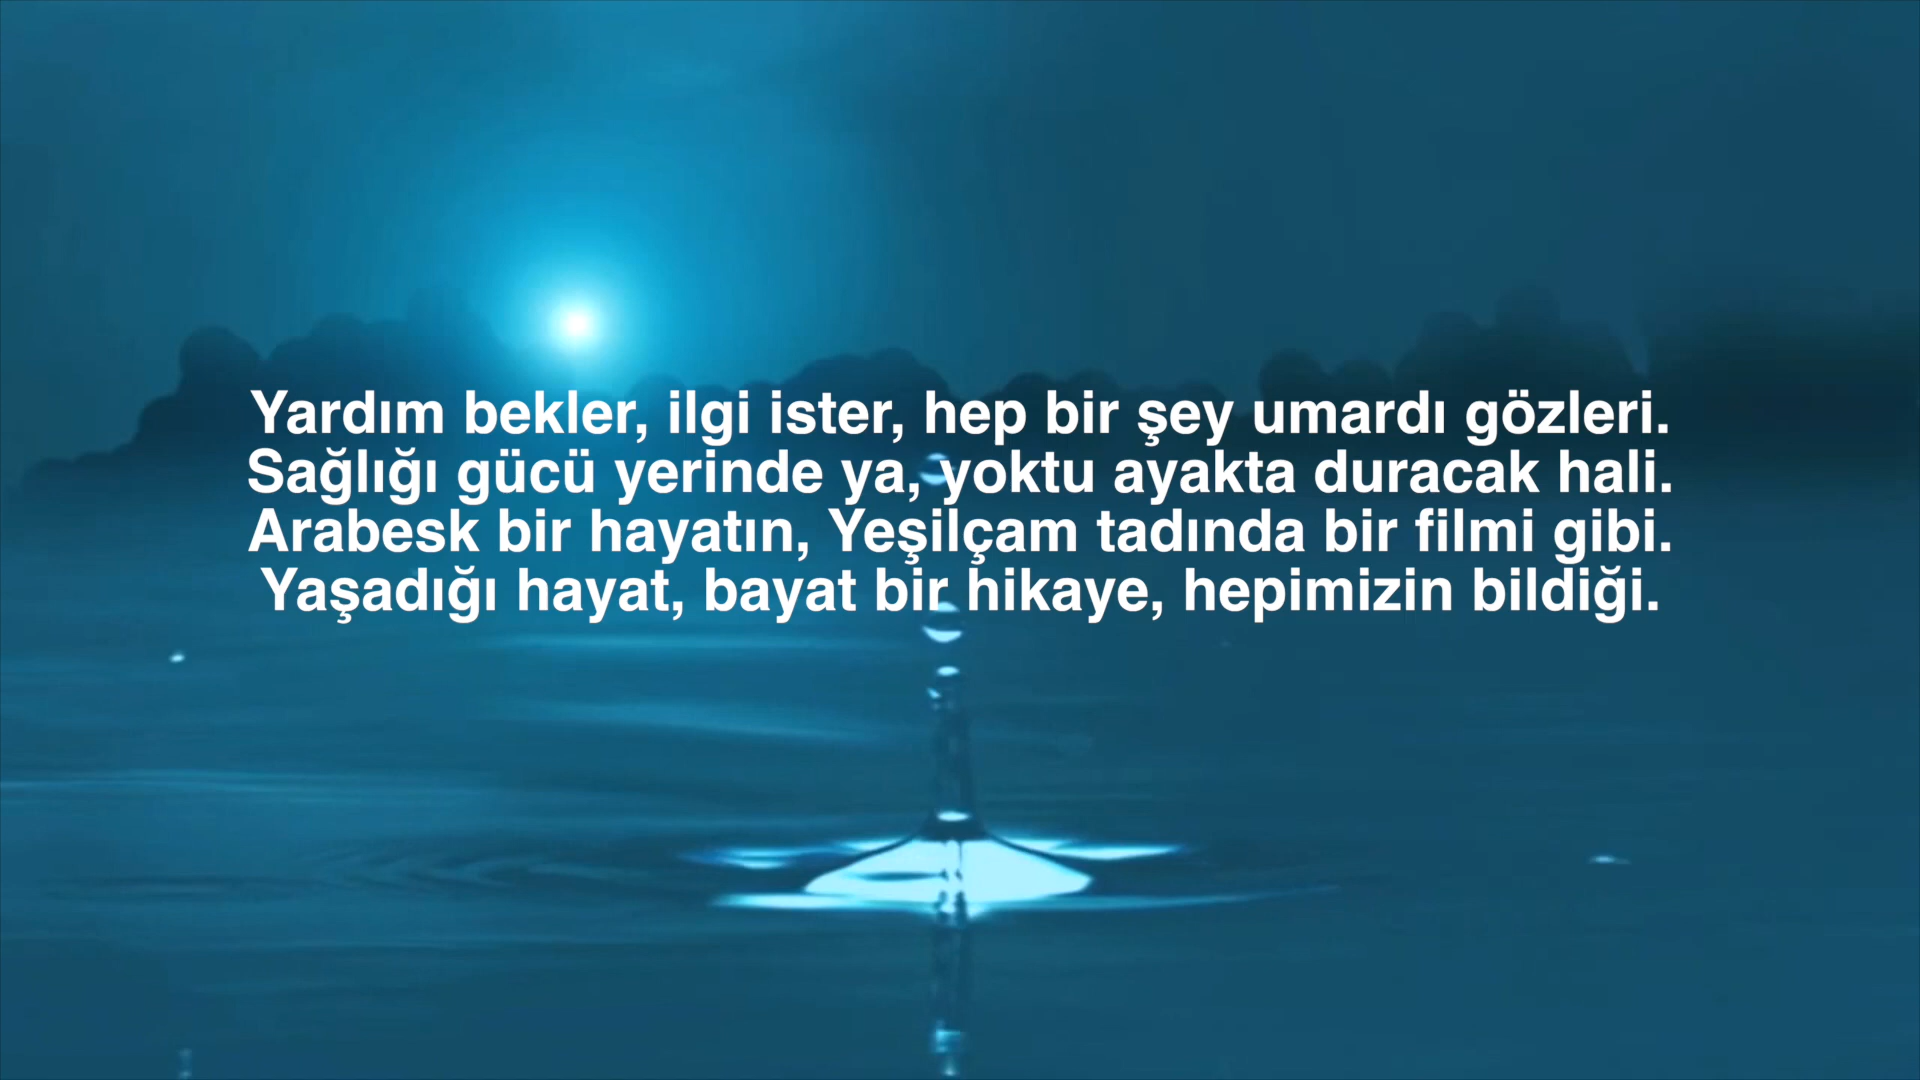 Yardım bekler, ilgi ister, hep bir şey umardı gözleri.
Sağlığı gücü yerinde ya, yoktu ayakta duracak hali.
Arabesk bir hayatın, Yeşilçam tadında bir filmi gibi.
Yaşadığı hayat, bayat bir hikaye, hepimizin bildiği.